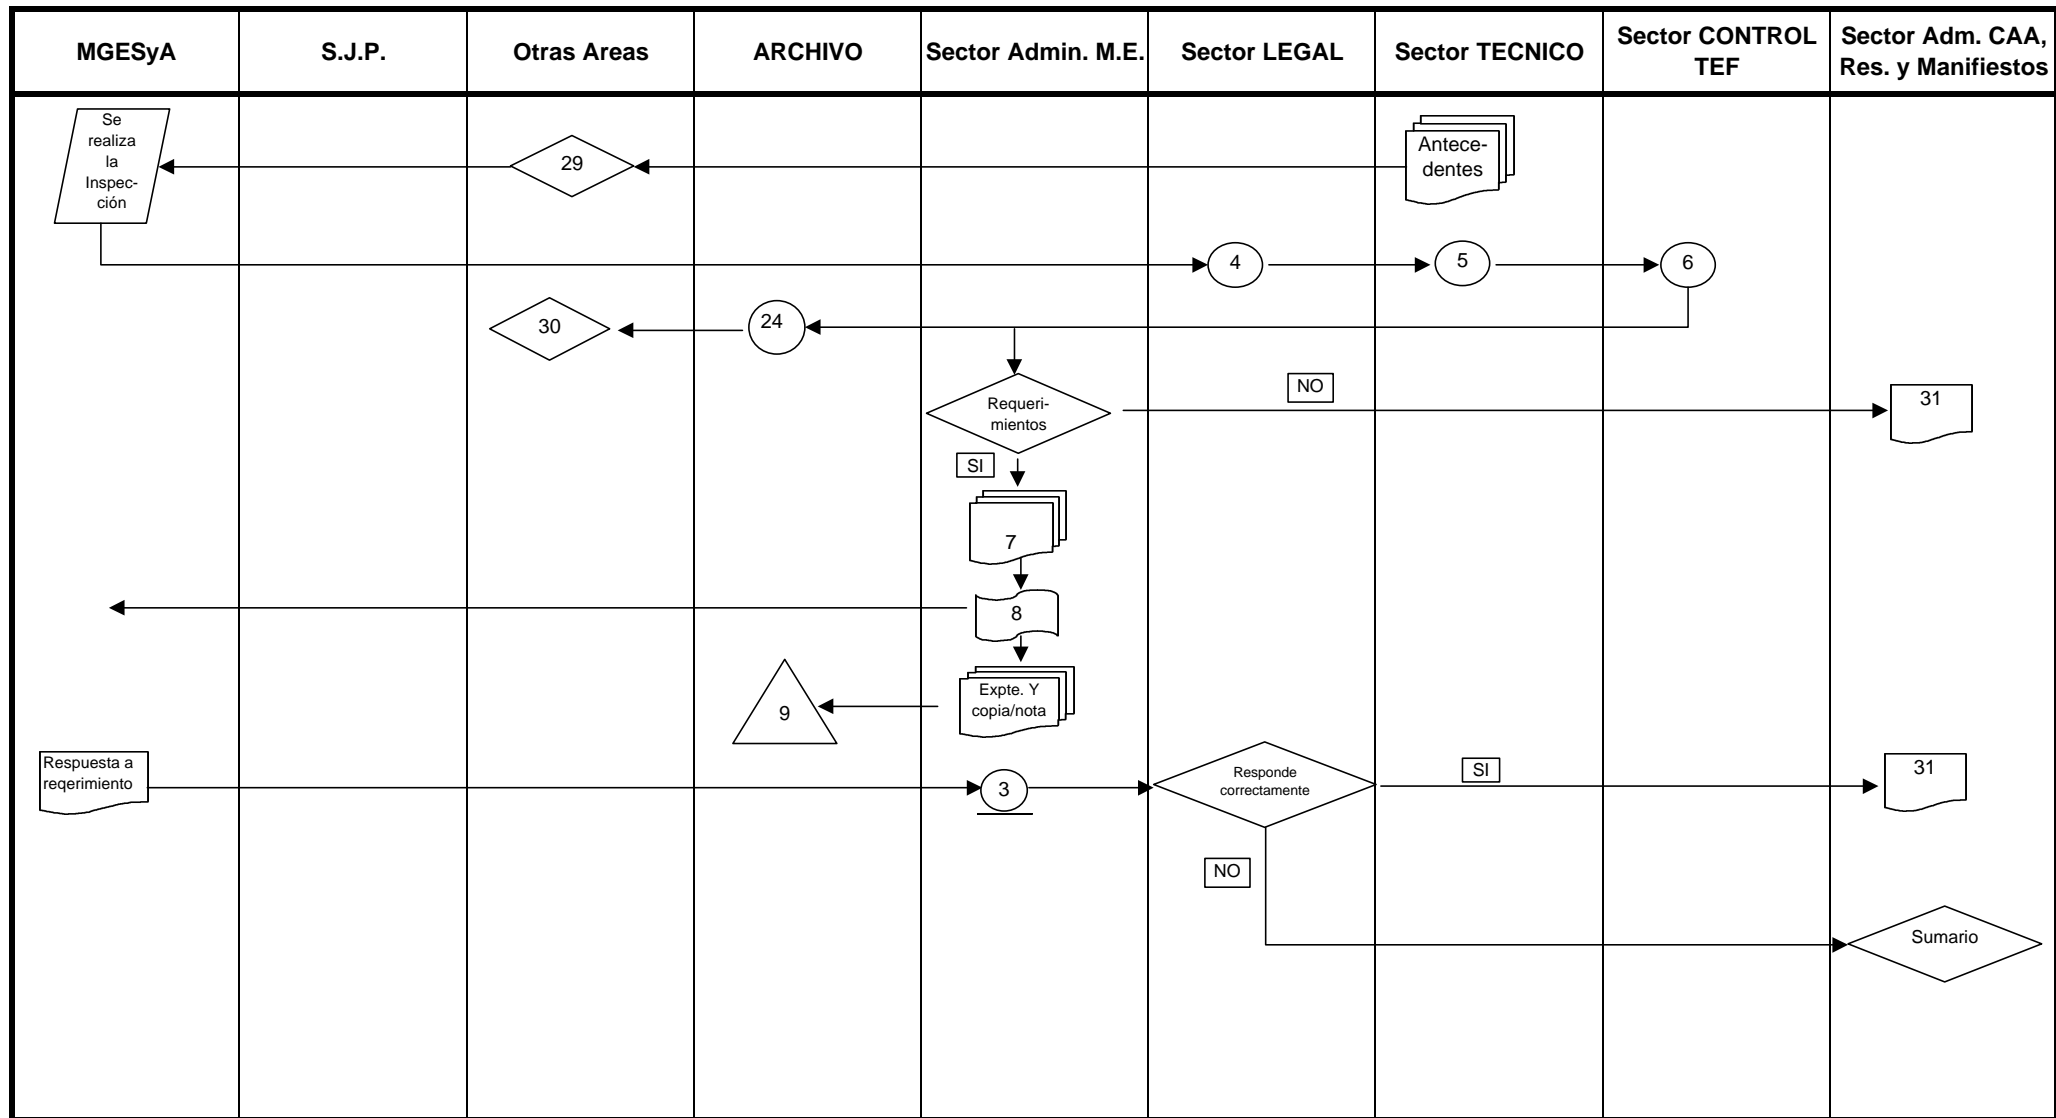 MGESyA
S.J.P.
Otras Areas
ARCHIVO
Sector Admin. M.E.
Sector LEGAL
Sector TECNICO
Sector CONTROL
TEF
Sector Adm. CAA,
Res. y Manifiestos
Se
realiza
la
Inspec-
ción
29
Antece-
dentes
4
5
6
30
24
Requeri-
mientos
NO
31
SI
7
8
Expte. Y
copia/nota
9
Respuesta a
reqerimiento
3
Responde
correctamente
SI
31
NO
Sumario